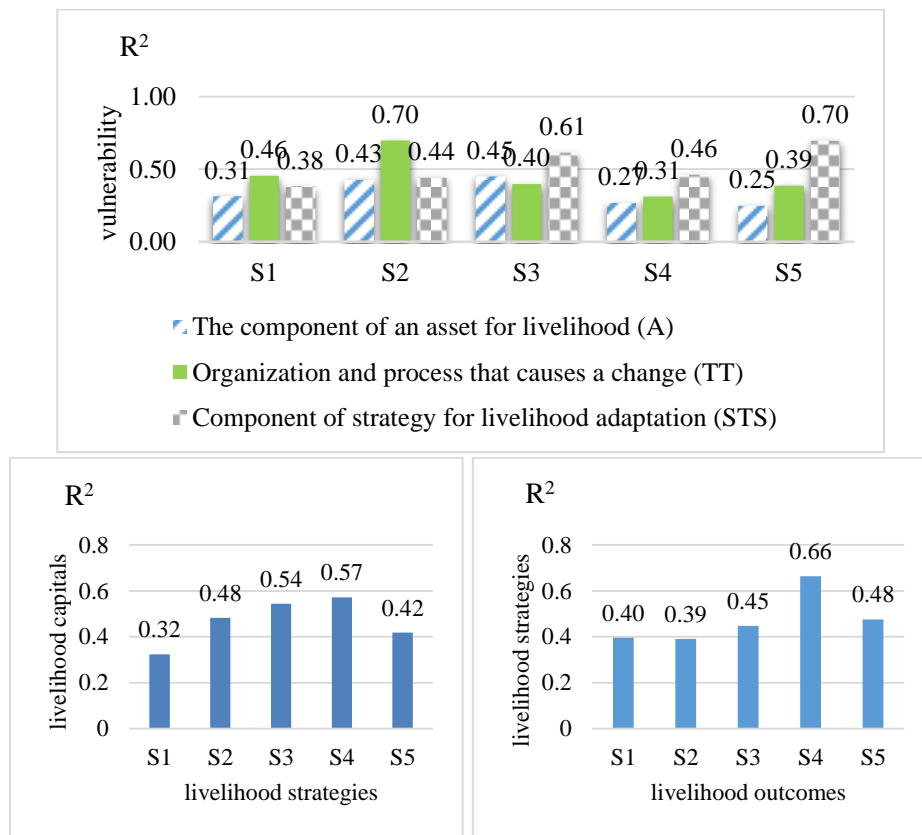 R²
vulnerability
1.00
0.50
0.00
0.31 0.46 0.38
0.43 0.70 0.44
0.45 0.40 0.61
0.27 0.31 0.46
0.25 0.39 0.70
S1 S2 S3 S4 S5
The component of an asset for livelihood (A)
Organization and process that causes a change (TT)
Component of strategy for livelihood adaptation (STS)
R²
livelihood capitals
0.8
0.6
0.4
0.2
0
0.32 0.48 0.54 0.57 0.42
S1 S2 S3 S4 S5
livelihood strategies
R²
livelihood strategies
0.8
0.6
0.4
0.2
0
0.40 0.39 0.45 0.66 0.48
S1 S2 S3 S4 S5
livelihood outcomes